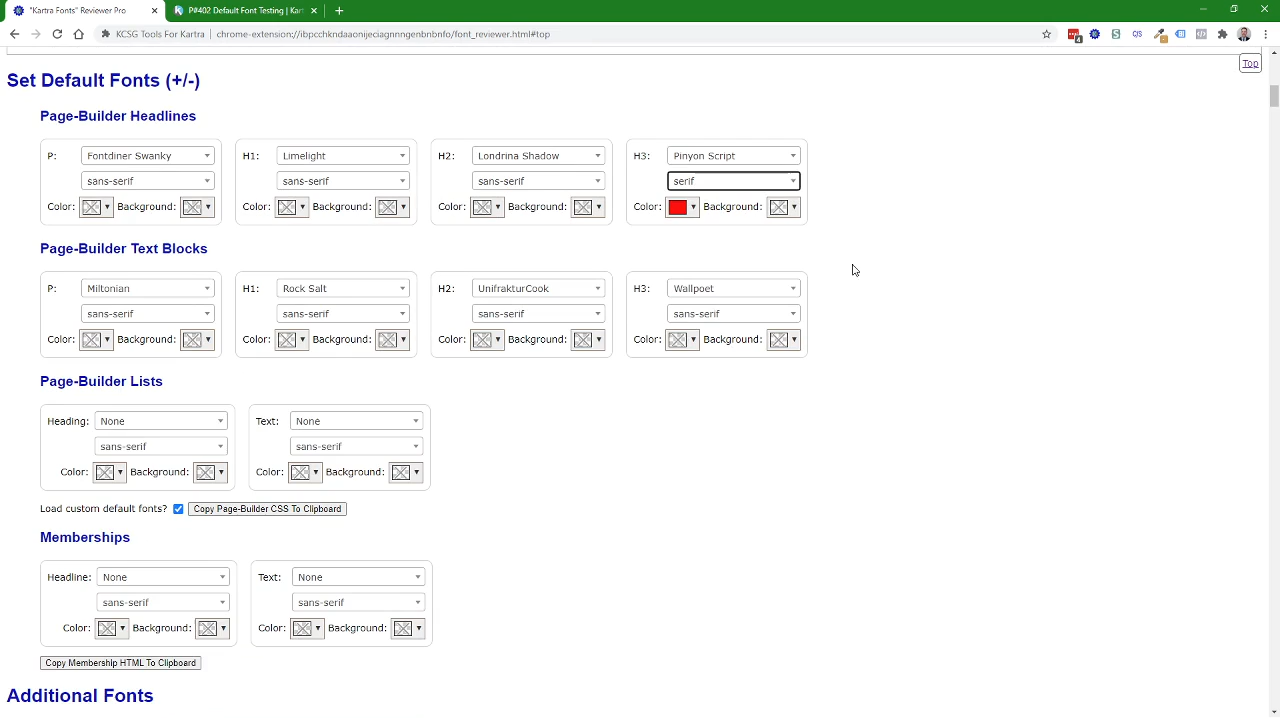 "Kartra Fonts" Reviewer Pro
P#402 Default Font Testing | Kart
KCSG Tools For Kartra | chrome-extension://ibpcchkndaaonijeciagnnngenbnbnfo/font_reviewer.html#top
Top
Set Default Fonts (+/-)
Page-Builder Headlines
P: Fontdiner Swanky H1: Limelight H2: Londrina Shadow H3: Pinyon Script
sans-serif sans-serif sans-serif serif
Color: Background: Color: Background: Color: Background: Color: Background:
Page-Builder Text Blocks
P: Miltonian H1: Rock Salt H2: UnifrakturCook H3: Wallpoet
sans-serif sans-serif sans-serif sans-serif
Color: Background: Color: Background: Color: Background: Color: Background:
Page-Builder Lists
Heading: None Text: None
sans-serif sans-serif
Color: Background: Color: Background:
Load custom default fonts? Copy Page-Builder CSS To Clipboard
Memberships
Headline: None Text: None
sans-serif sans-serif
Color: Background: Color: Background:
Copy Membership HTML To Clipboard
Additional Fonts